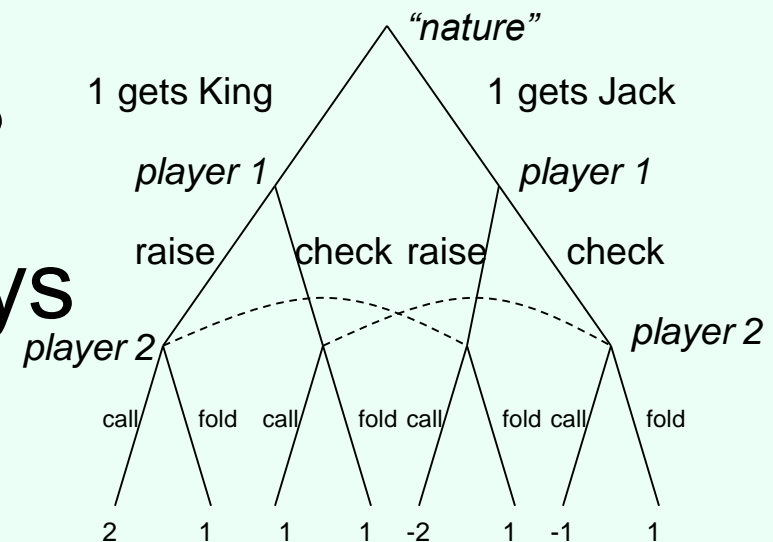 “nature”
1 gets King 1 gets Jack
player 1 player 1
raise check raise check
ys
player 2 player 2
call fold call fold call fold call fold
2 1 1 1 -2 1 -1 1